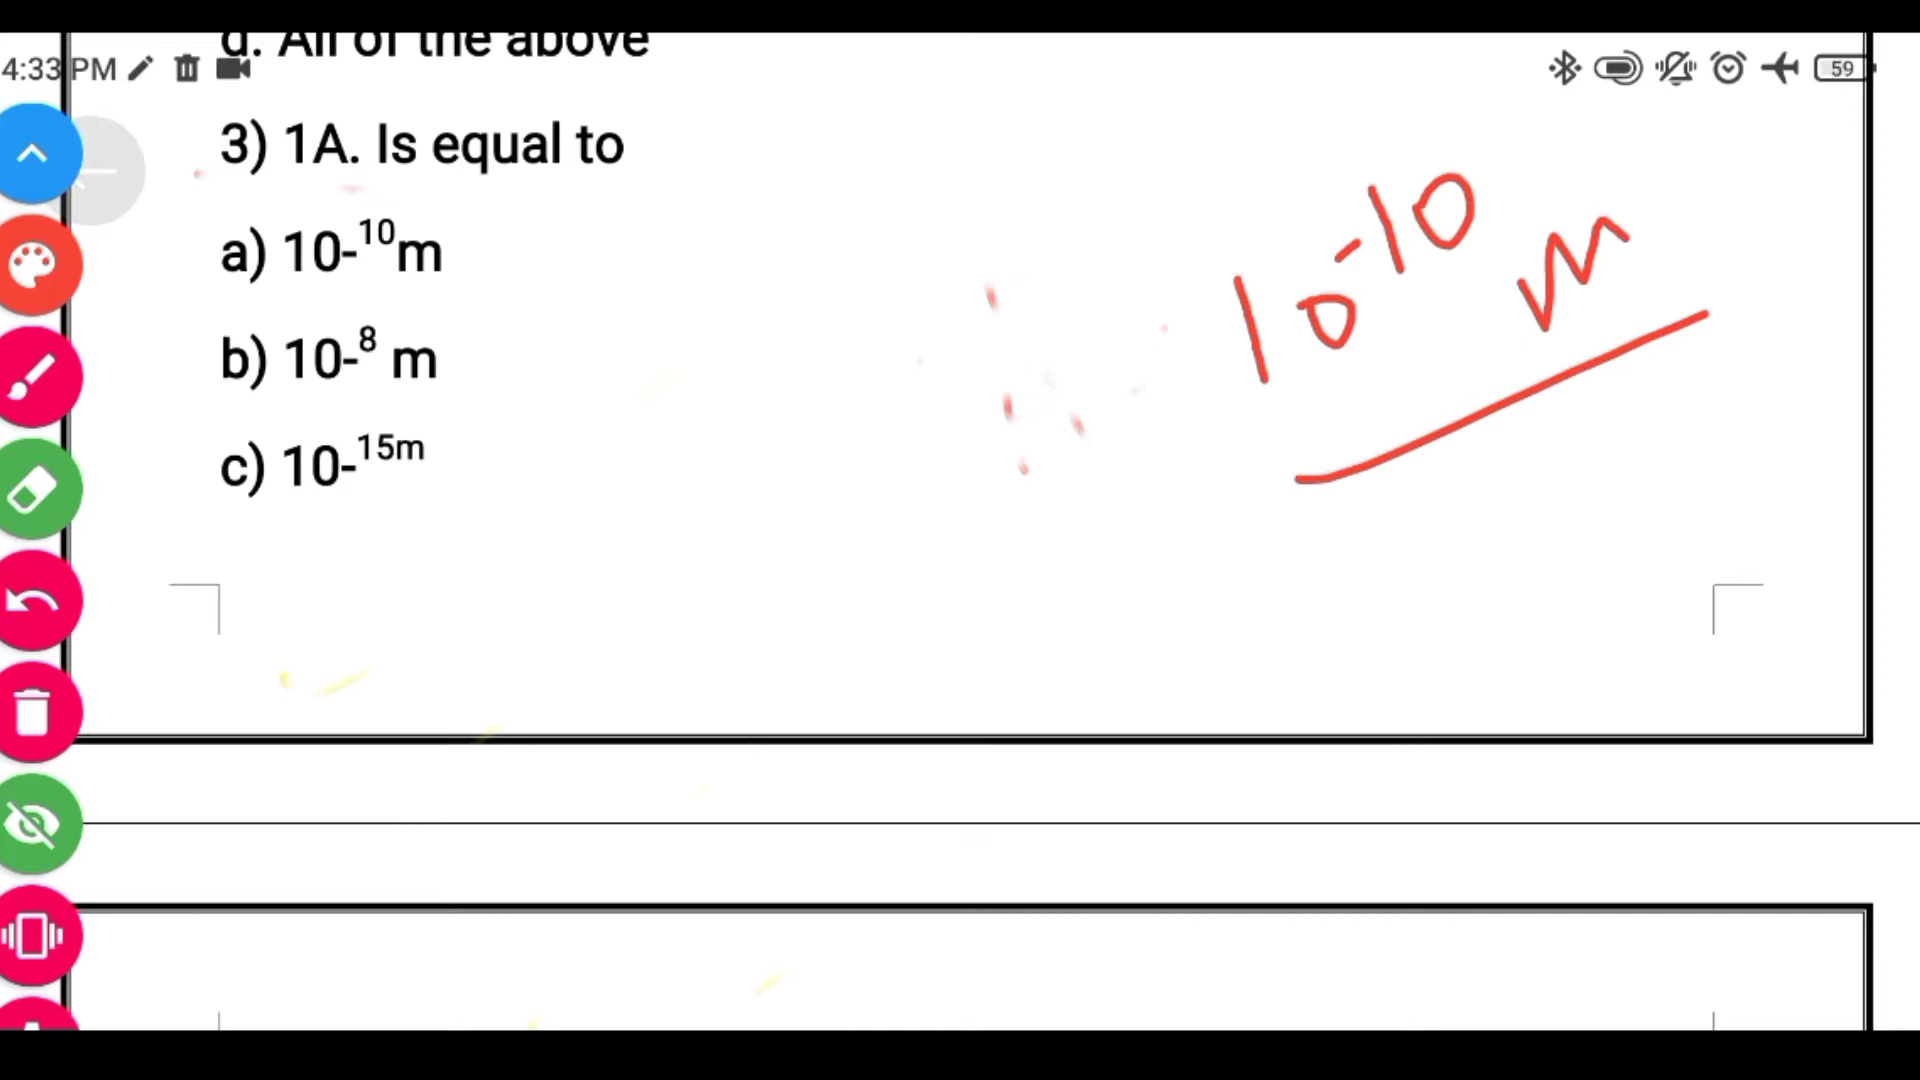 d. All of the above
4:33 PM
59
3) 1A. Is equal to
a) 10-¹⁰m
b) 10-⁸ m
c) 10-¹⁵ᵐ
10⁻¹⁰ m